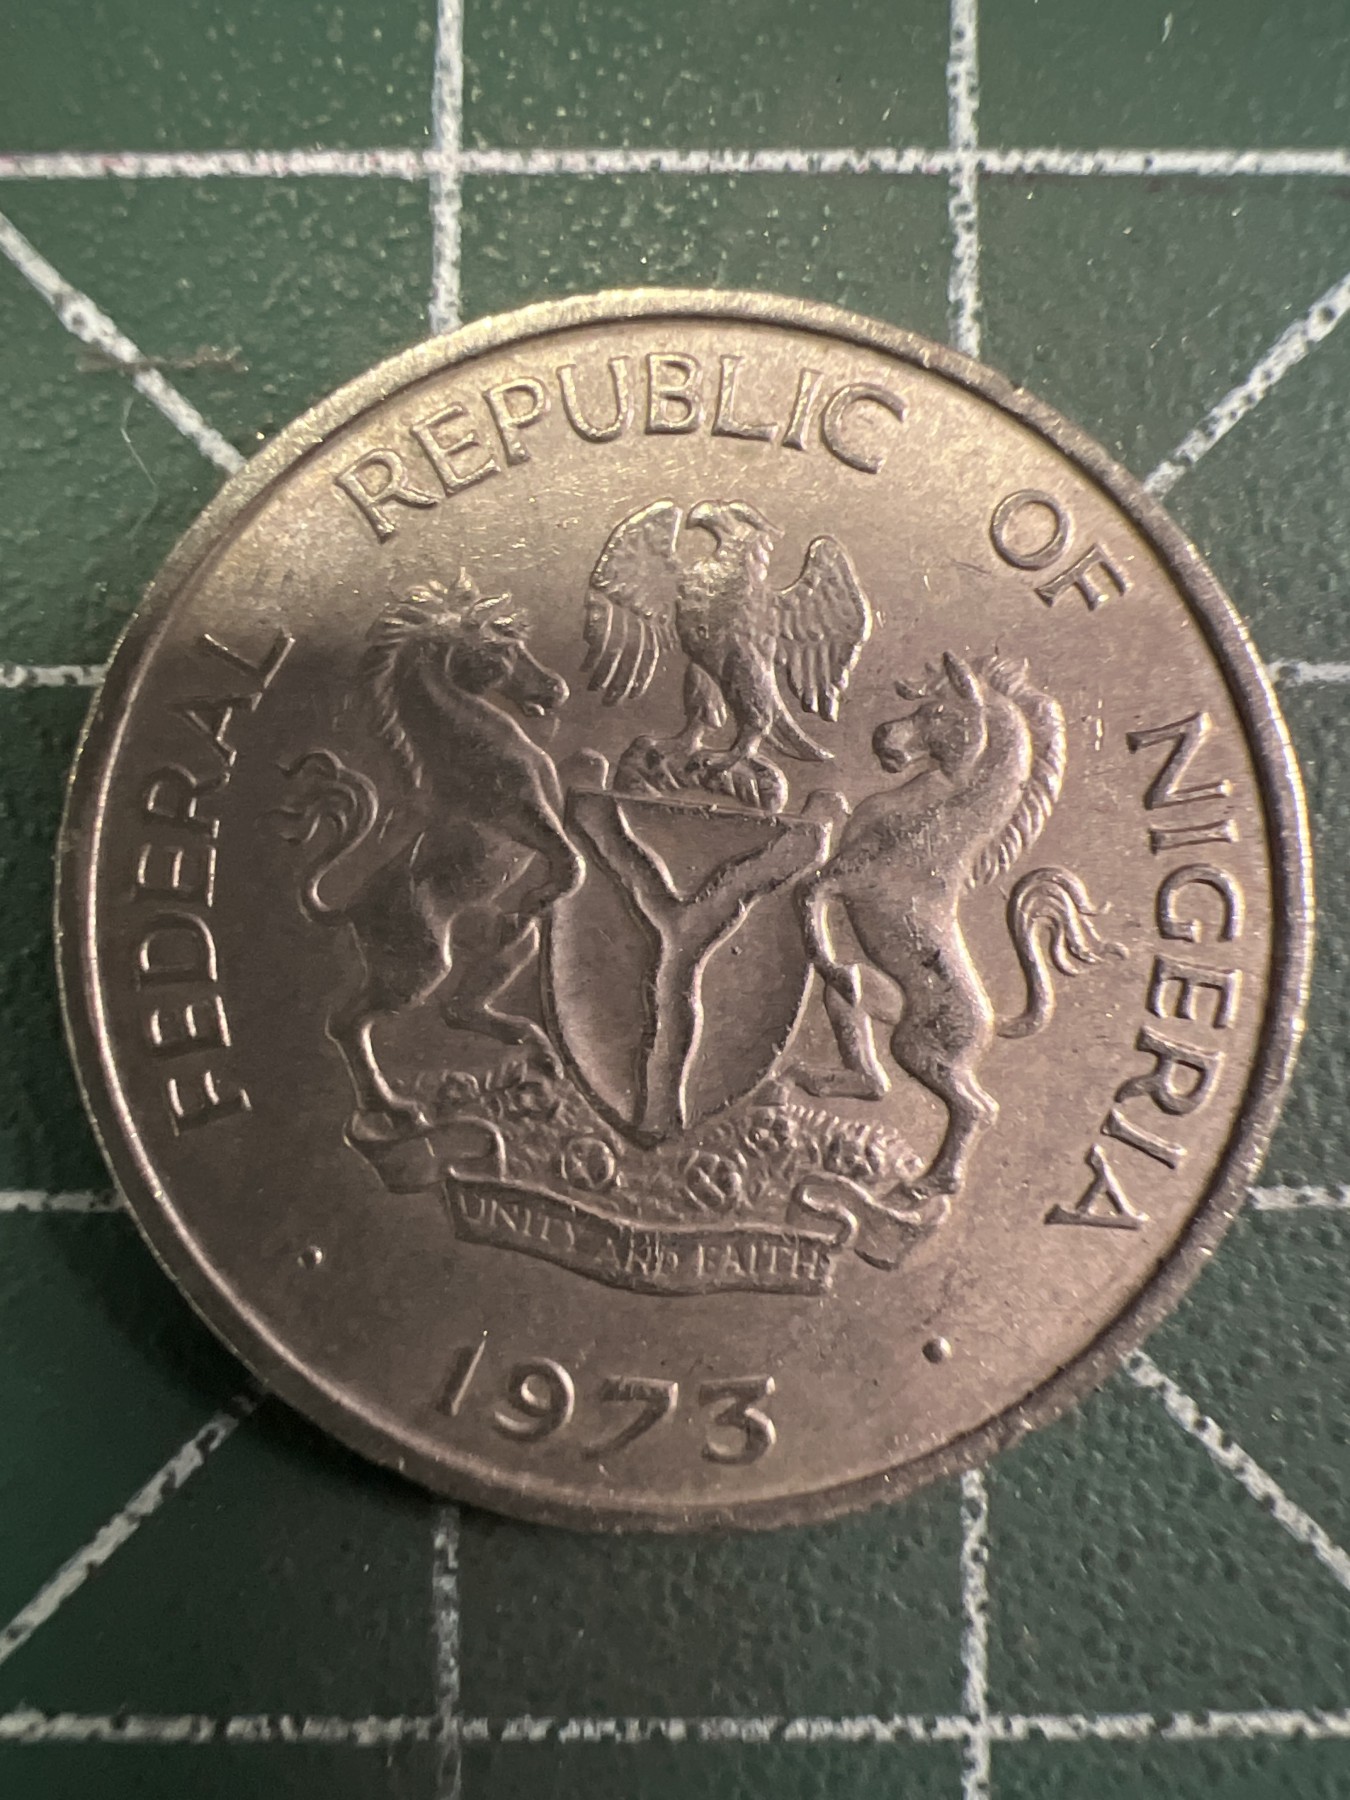 FEDERAL REPUBLIC OF NIGERIA
UNITY AND FAITH
1973